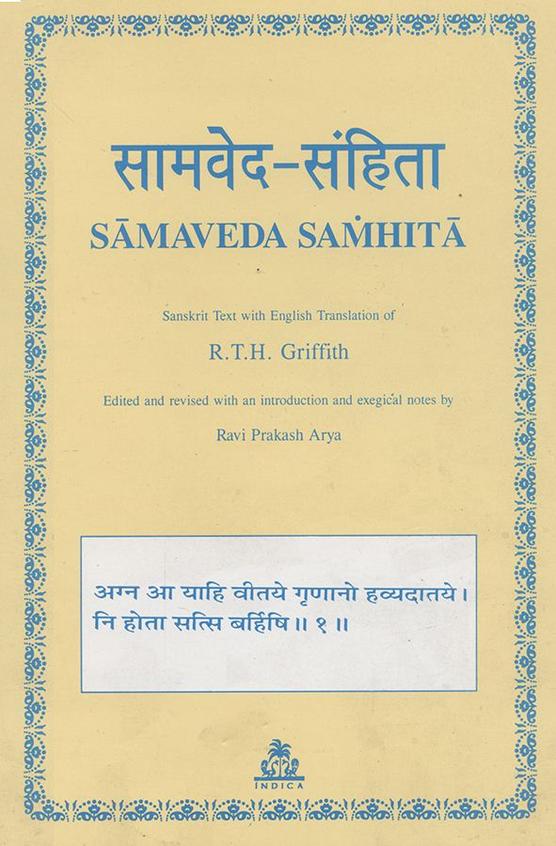 सामवेद-संहिता
SĀMAVEDA SAṀHITĀ
Sanskrit Text with English Translation of
R.T.H. Griffith
Edited and revised with an introduction and exegical notes by
Ravi Prakash Arya
अग्न आ याहि वीतये गृणानो हव्यदातये।
नि होता सत्सि बर्हिषि॥ १॥
INDICA